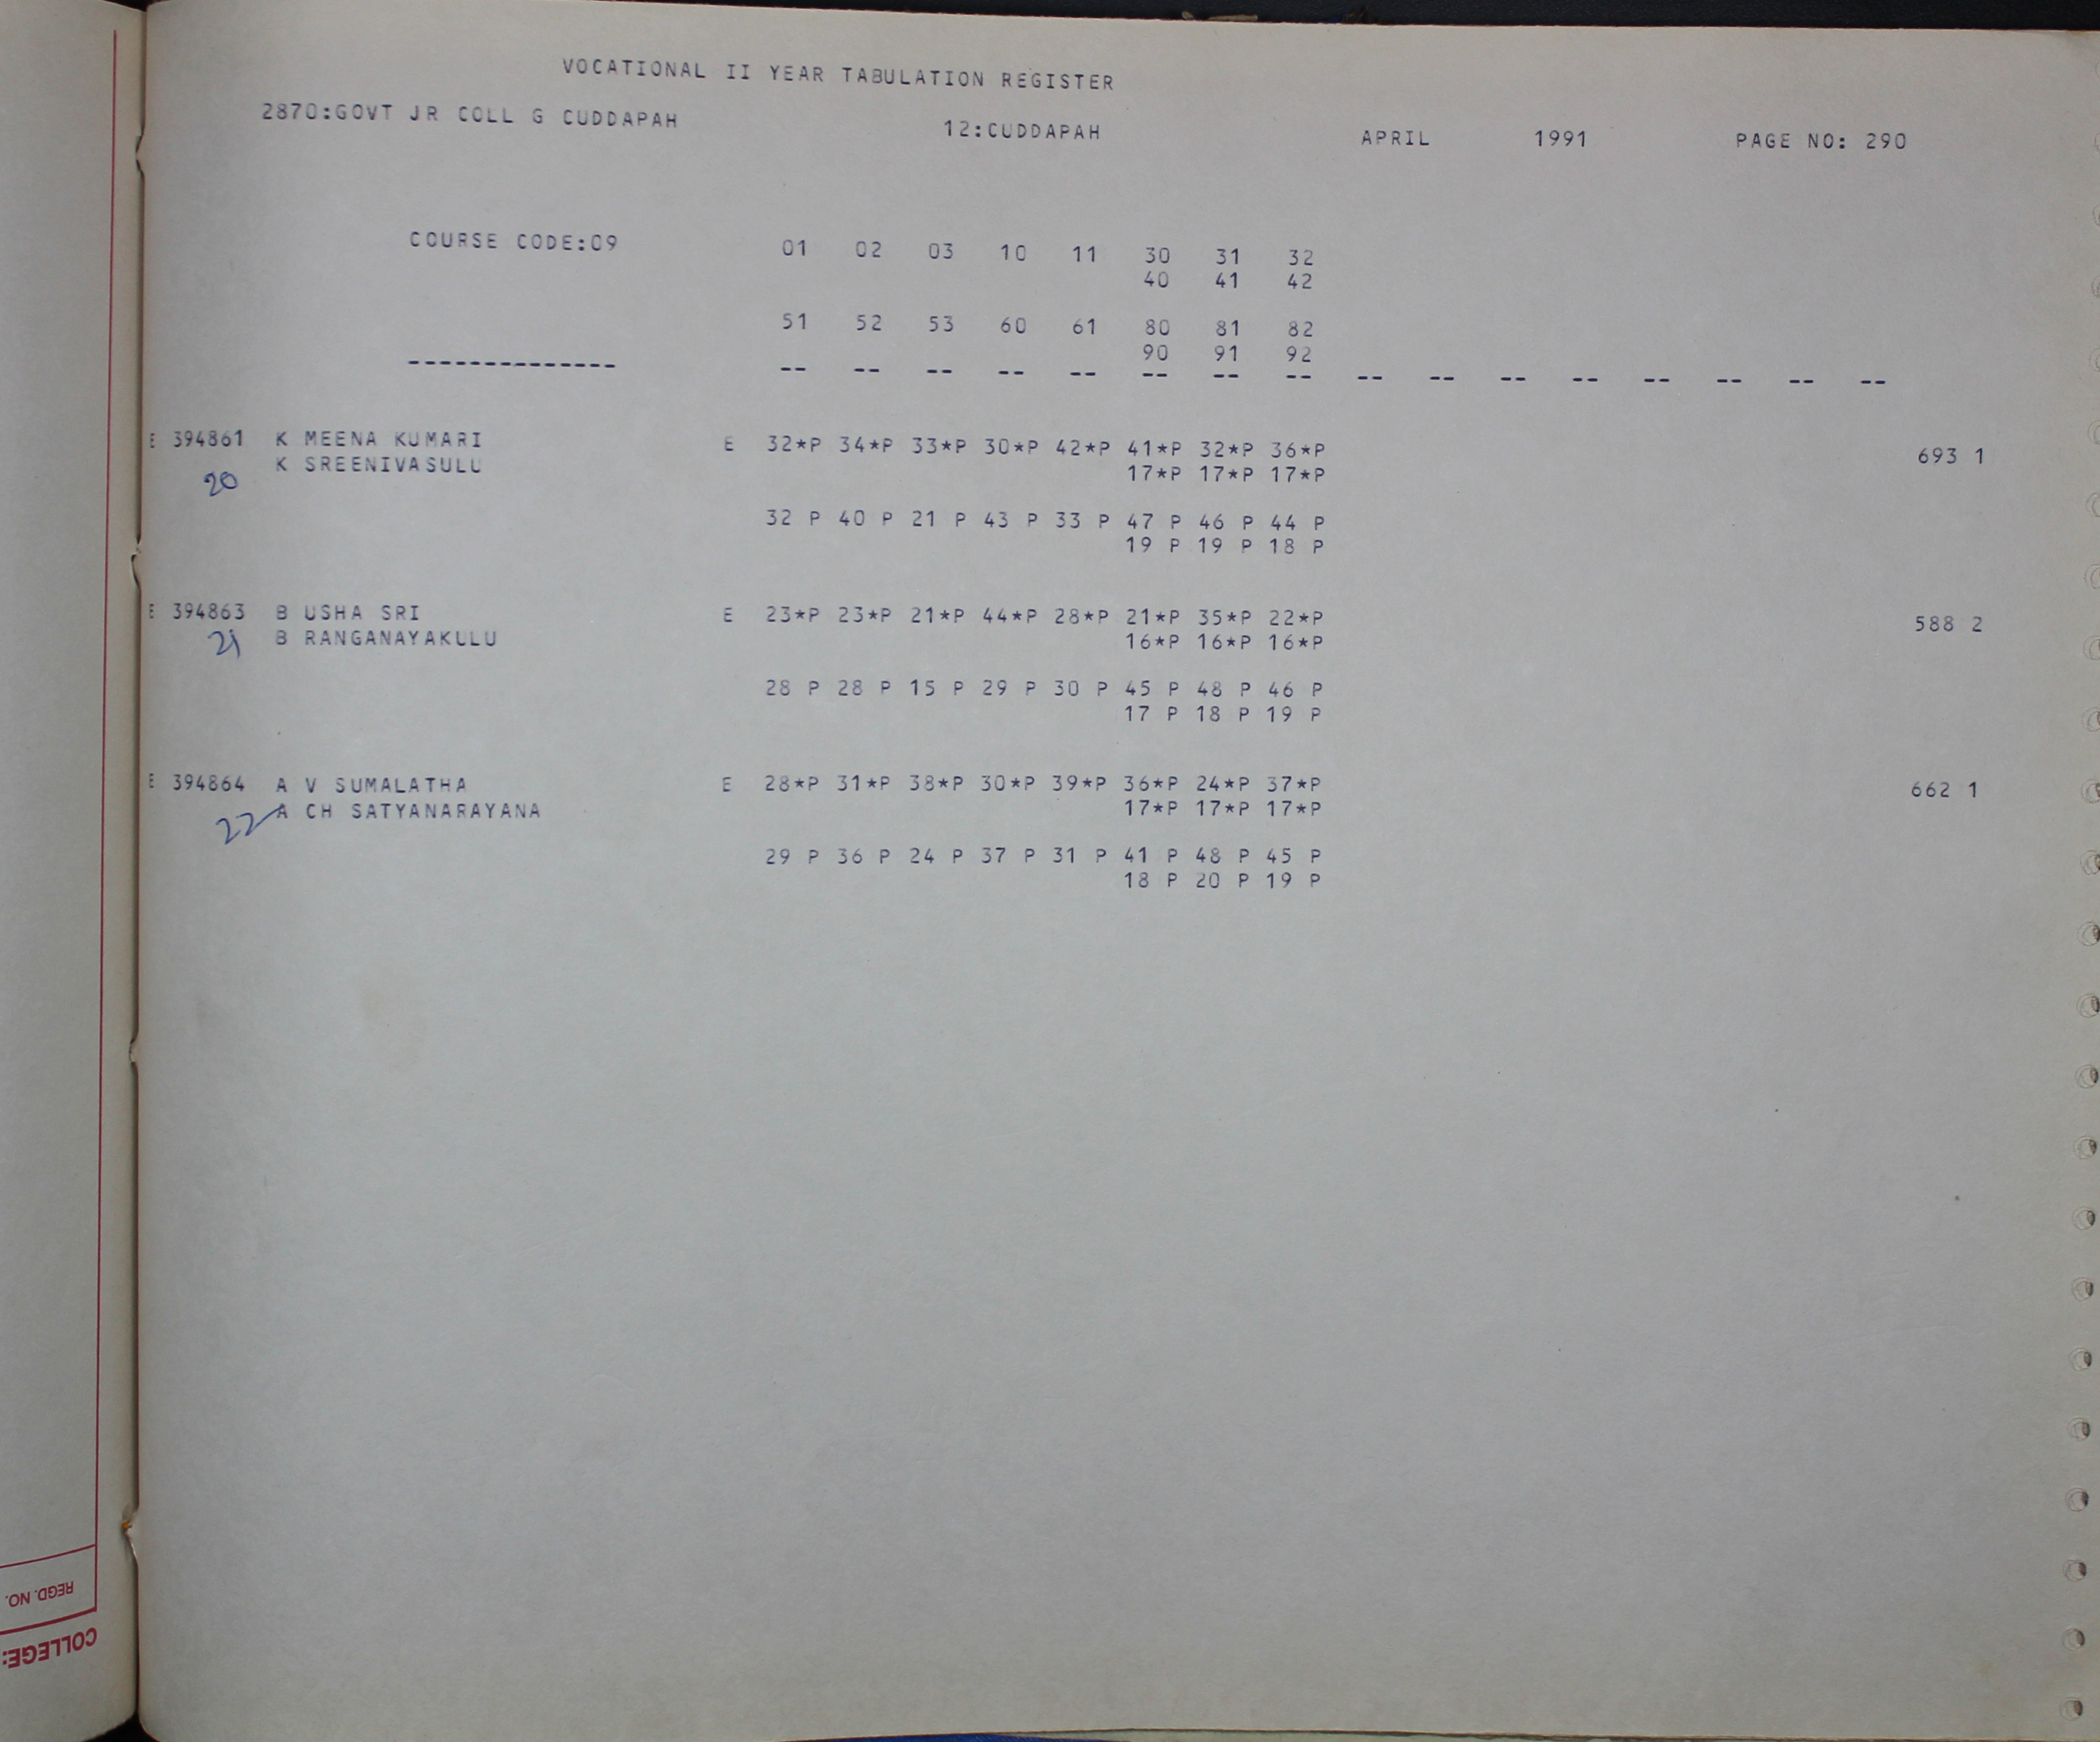 VOCATIONAL II YEAR TABULATION REGISTER
2870:GOVT JR COLL G CUDDAPAH 12:CUDDAPAH APRIL 1991 PAGE NO: 290
COURSE CODE:09 01 02 03 10 11 30 31 32
40 41 42
51 52 53 60 61 80 81 82
90 91 92
-------------- -- -- -- -- -- -- -- -- -- -- -- -- -- -- -- --
E 394861 K MEENA KUMARI E 32*P 34*P 33*P 30*P 42*P 41*P 32*P 36*P 693 1
K SREENIVASULU 17*P 17*P 17*P
20
32 P 40 P 21 P 43 P 33 P 47 P 46 P 44 P
19 P 19 P 18 P
E 394863 B USHA SRI E 23*P 23*P 21*P 44*P 28*P 21*P 35*P 22*P 588 2
21 B RANGANAYAKULU 16*P 16*P 16*P
28 P 28 P 15 P 29 P 30 P 45 P 48 P 46 P
17 P 18 P 19 P
E 394864 A V SUMALATHA E 28*P 31*P 38*P 30*P 39*P 36*P 24*P 37*P 662 1
22 A CH SATYANARAYANA 17*P 17*P 17*P
29 P 36 P 24 P 37 P 31 P 41 P 48 P 45 P
18 P 20 P 19 P
REGD. NO.
COLLEGE: